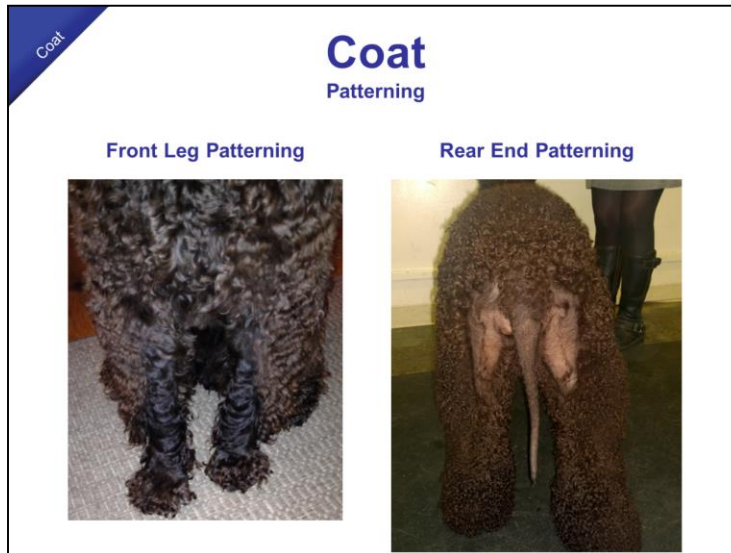 Coat
Coat
Patterning
Front Leg Patterning
Rear End Patterning